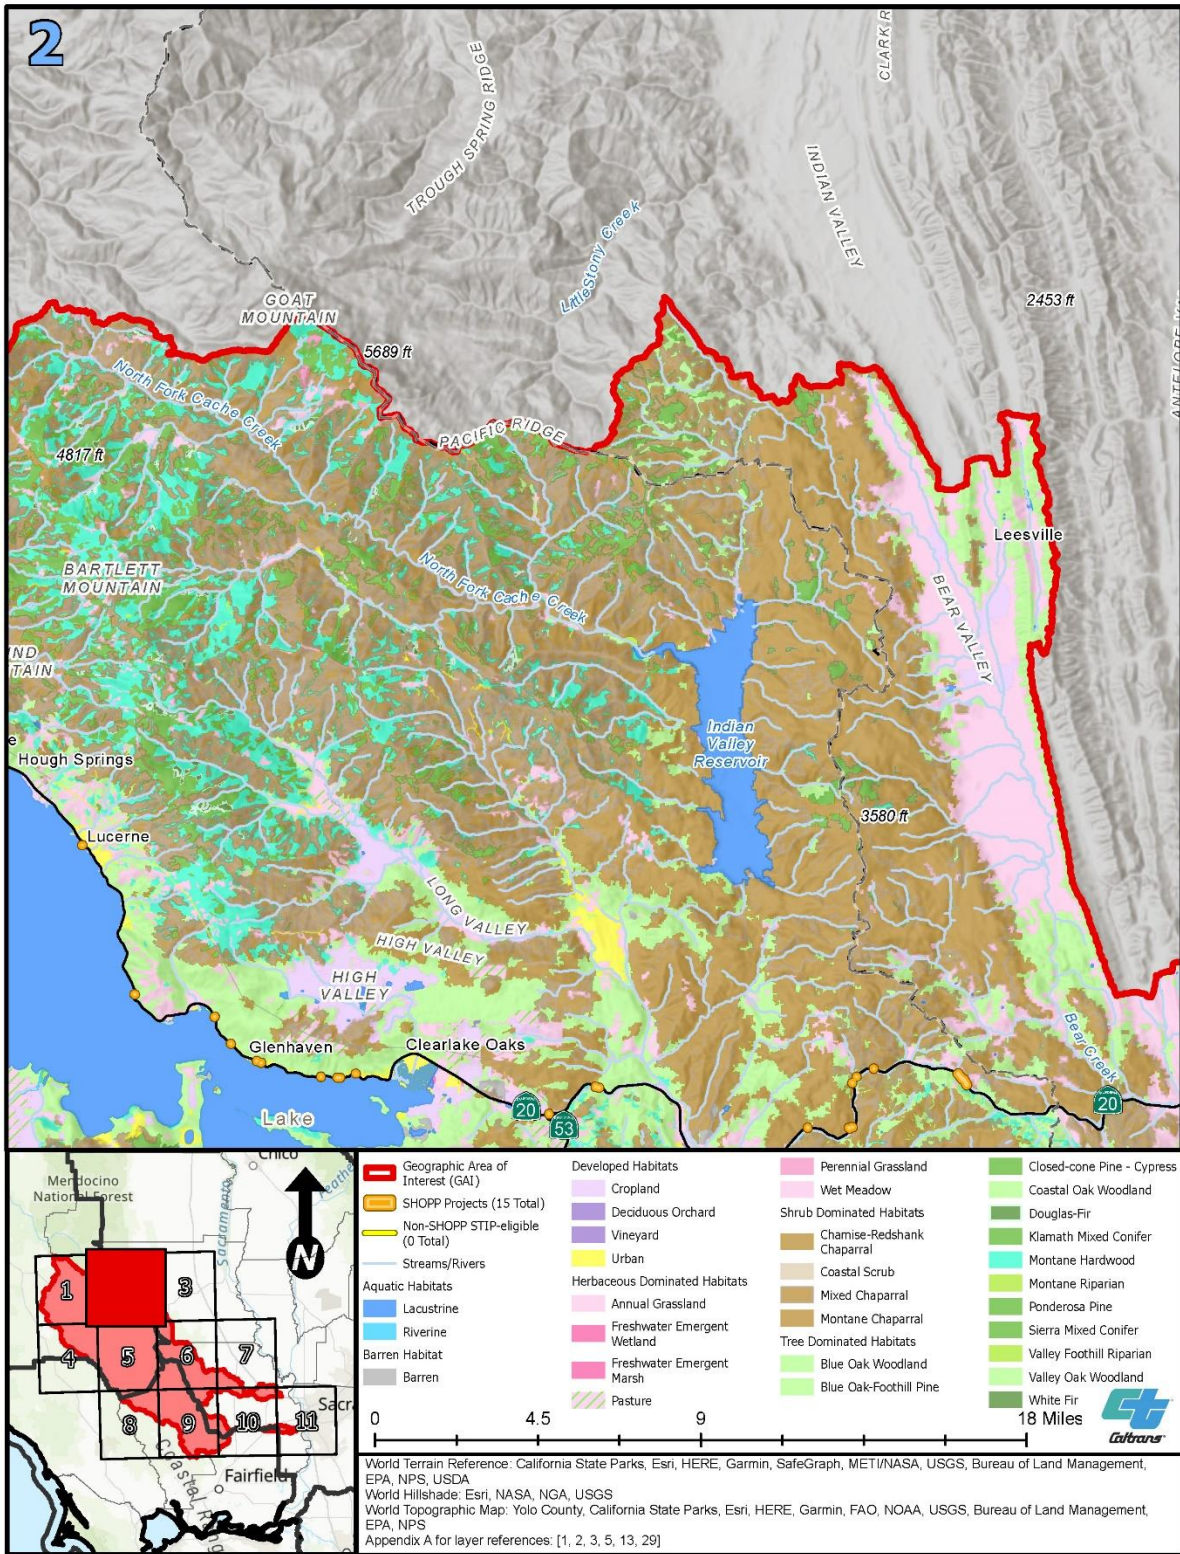 2
CLARK R
TROUGH SPRING RIDGE
INDIAN VALLEY
LittleStony Creek
2453 ft
GOAT
MOUNTAIN
5689 ft
North Fork Cache Creek
PACIFIC RIDGE
4817 ft
Leesville
BARTLETT
MOUNTAIN
North Fork Cache Creek
BEAR VALLEY
IND
TAIN
Indian
Valley
Reservoir
e
Hough Springs
3580 ft
Lucerne
LONG VALLEY
HIGH VALLEY
HIGH
VALLEY
Glenhaven
Clearlake Oaks
Bear Creek
Lake
20
53
20
Chico
Mendocino
National Forest
Sacramento
Feather
N
1
3
4
5
6
7
8
9
10
11
Sacra
Fairfield
Coastal Rang
Geographic Area of
Interest (GAI)
SHOPP Projects (15 Total)
Non-SHOPP STIP-eligible
(0 Total)
Streams/Rivers
Aquatic Habitats
Lacustrine
Riverine
Barren Habitat
Barren
Developed Habitats
Cropland
Deciduous Orchard
Vineyard
Urban
Herbaceous Dominated Habitats
Annual Grassland
Freshwater Emergent
Wetland
Freshwater Emergent
Marsh
Pasture
Perennial Grassland
Wet Meadow
Shrub Dominated Habitats
Chamise-Redshank
Chaparral
Coastal Scrub
Mixed Chaparral
Montane Chaparral
Tree Dominated Habitats
Blue Oak Woodland
Blue Oak-Foothill Pine
Closed-cone Pine - Cypress
Coastal Oak Woodland
Douglas-Fir
Klamath Mixed Conifer
Montane Hardwood
Montane Riparian
Ponderosa Pine
Sierra Mixed Conifer
Valley Foothill Riparian
Valley Oak Woodland
White Fir
0 4.5 9 18 Miles
Caltrans
World Terrain Reference: California State Parks, Esri, HERE, Garmin, SafeGraph, METI/NASA, USGS, Bureau of Land Management,
EPA, NPS, USDA
World Hillshade: Esri, NASA, NGA, USGS
World Topographic Map: Yolo County, California State Parks, Esri, HERE, Garmin, FAO, NOAA, USGS, Bureau of Land Management,
EPA, NPS
Appendix A for layer references: [1, 2, 3, 5, 13, 29]